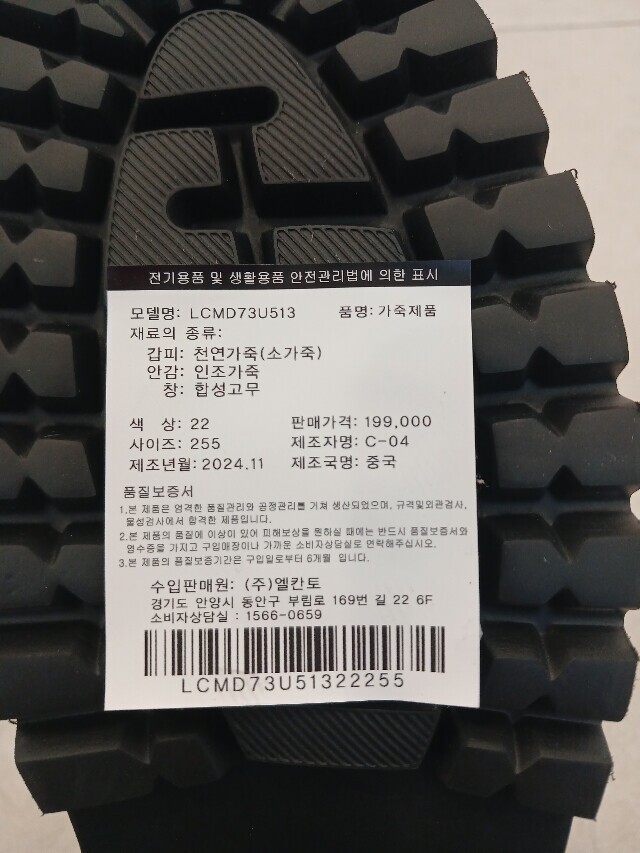 전기용품 및 생활용품 안전관리법에 의한 표시
모델명: LCMD73U513 품명: 가죽제품
재료의 종류:
갑피: 천연가죽(소가죽)
안감: 인조가죽
창: 합성고무
색 상: 22 판매가격: 199,000
사이즈: 255 제조자명: C-04
제조년월: 2024.11 제조국명: 중국
품질보증서
1.본 제품은 엄격한 품질관리와 공정관리를 거쳐 생산되었으며, 규격및외관검사,
물성검사에서 합격한 제품입니다.
2.본 제품의 품질에 이상이 있어 피해보상을 원하실 때에는 반드시 품질보증서와
영수증을 가지고 구입매장이나 가까운 소비자상담실로 연락해주십시오.
3.본 제품의 품질보증기간은 구입일로부터 6개월 입니다.
수입판매원: (주)엘칸토
경기도 안양시 동안구 부림로 169번 길 22 6F
소비자상담실 : 1566-0659
LCMD73U51322255